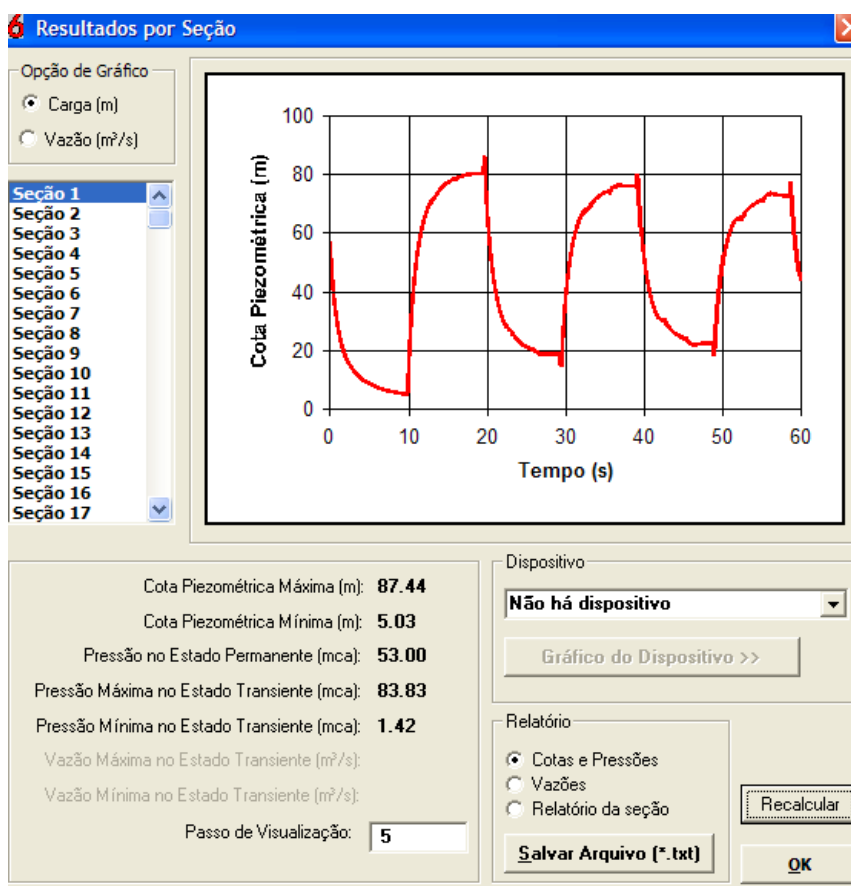 6 Resultados por Seção
Opção de Gráfico
Carga (m)
Vazão (m³/s)
Seção 1
Seção 2
Seção 3
Seção 4
Seção 5
Seção 6
Seção 7
Seção 8
Seção 9
Seção 10
Seção 11
Seção 12
Seção 13
Seção 14
Seção 15
Seção 16
Seção 17
Cota Piezométrica (m)
100
80
60
40
20
0
0 10 20 30 40 50 60
Tempo (s)
Cota Piezométrica Máxima (m): 87.44
Cota Piezométrica Mínima (m): 5.03
Pressão no Estado Permanente (mca): 53.00
Pressão Máxima no Estado Transiente (mca): 83.83
Pressão Mínima no Estado Transiente (mca): 1.42
Vazão Máxima no Estado Transiente (m³/s):
Vazão Mínima no Estado Transiente (m³/s):
Passo de Visualização: 5
Dispositivo
Não há dispositivo
Gráfico do Dispositivo >>
Relatório
Cotas e Pressões
Vazões
Relatório da seção
Salvar Arquivo (*.txt)
Recalcular
OK